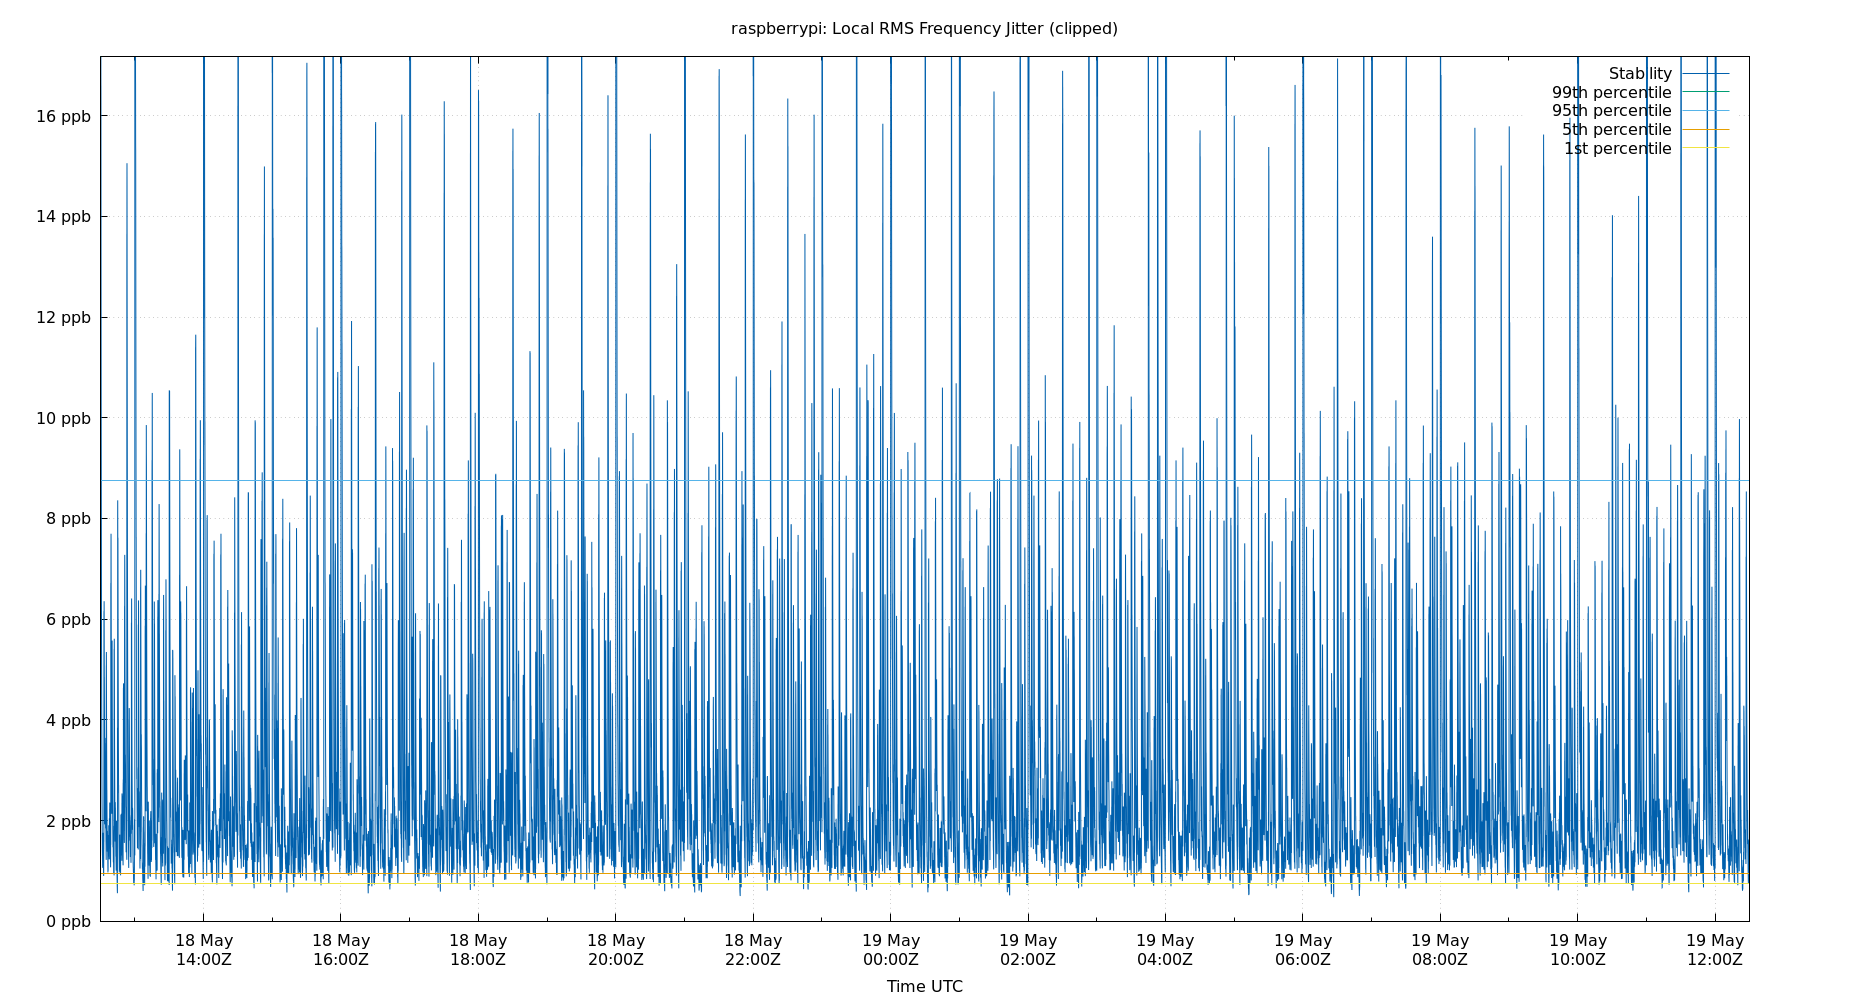 raspberrypi: Local RMS Frequency Jitter (clipped)
Stability
99th percentile
95th percentile
5th percentile
1st percentile
16 ppb
14 ppb
12 ppb
10 ppb
8 ppb
6 ppb
4 ppb
2 ppb
0 ppb
18 May 18 May 18 May 18 May 18 May 19 May 19 May 19 May 19 May 19 May 19 May 19 May
14:00Z 16:00Z 18:00Z 20:00Z 22:00Z 00:00Z 02:00Z 04:00Z 06:00Z 08:00Z 10:00Z 12:00Z
Time UTC